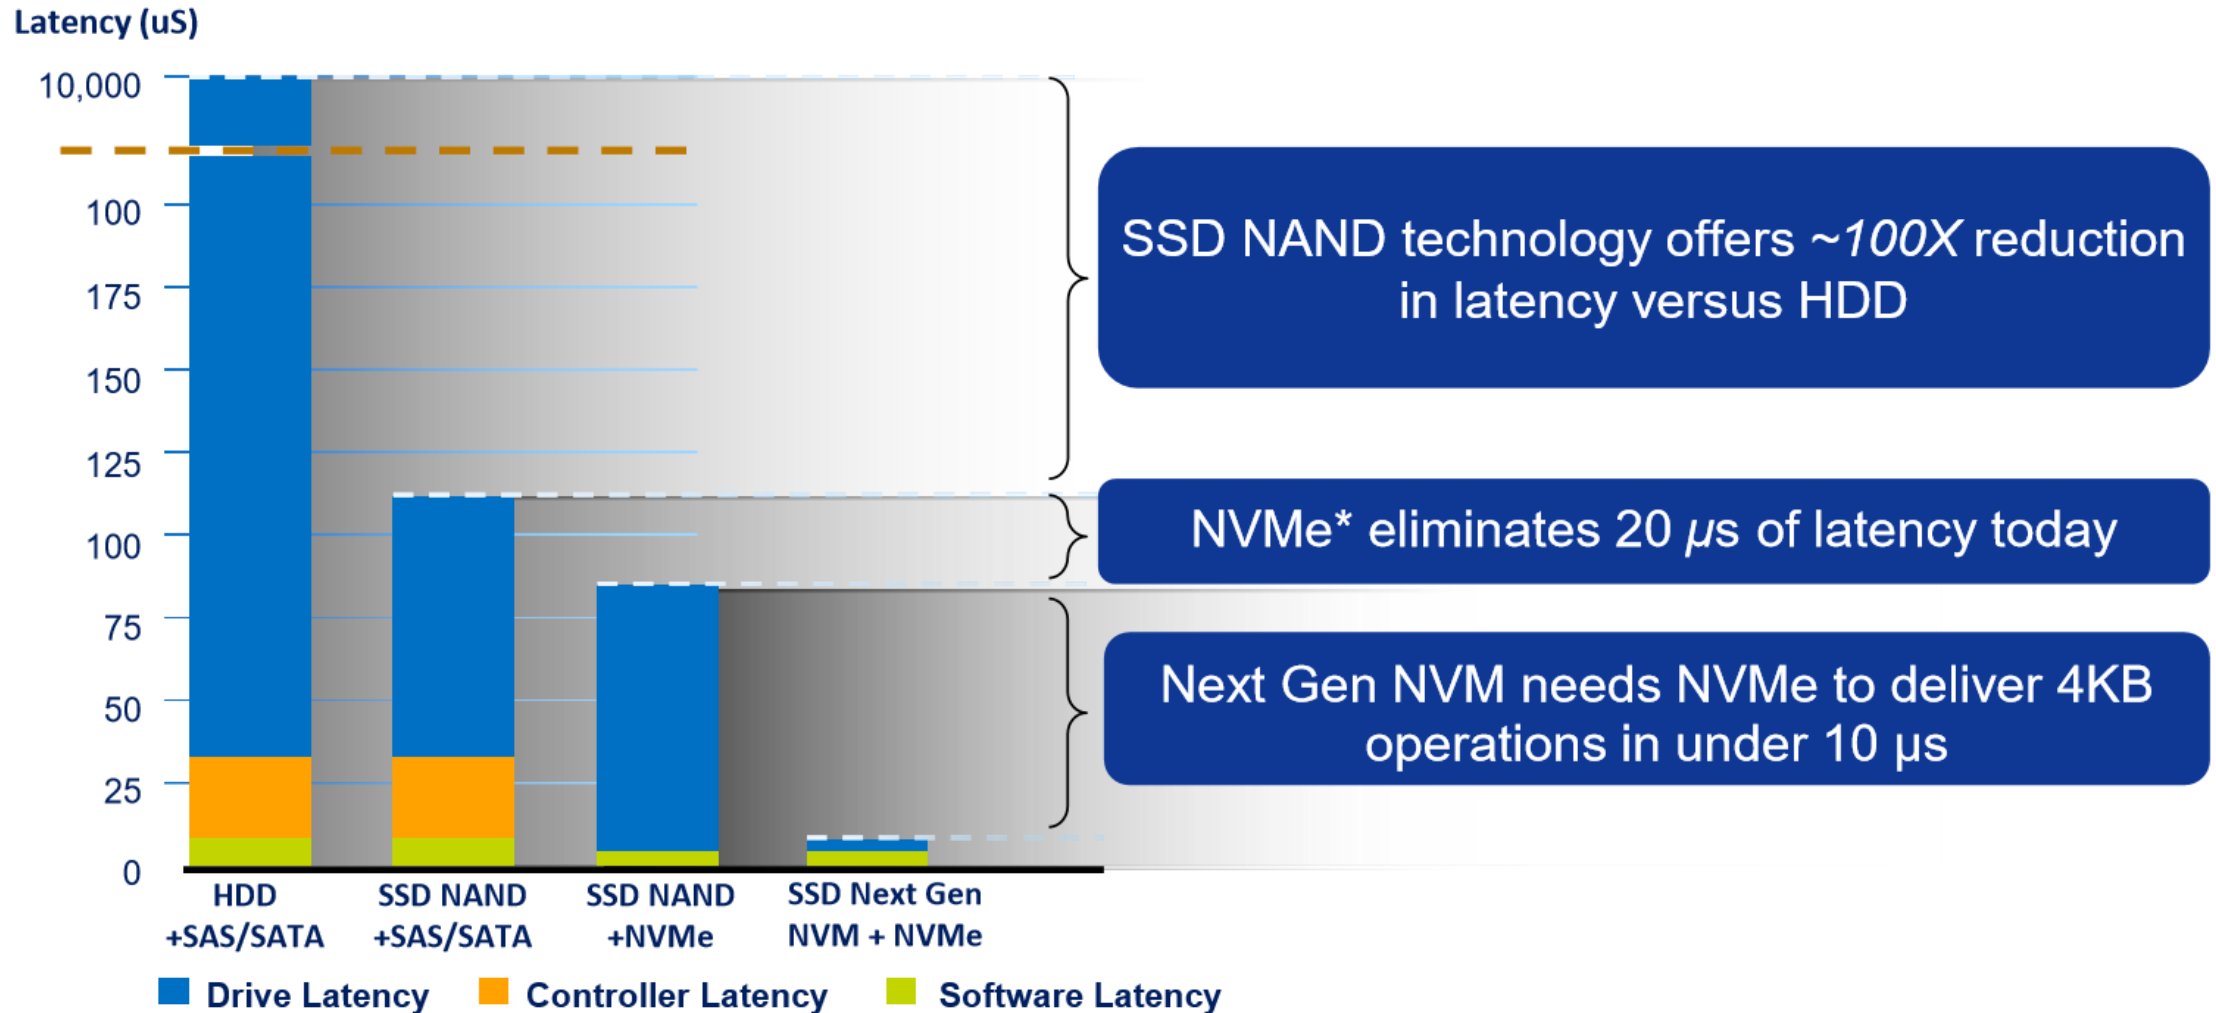 Latency (uS)
10,000
100
175
150
125
100
75
50
25
0
SSD NAND technology offers ~100X reduction
in latency versus HDD
NVMe* eliminates 20 µs of latency today
Next Gen NVM needs NVMe to deliver 4KB
operations in under 10 µs
HDD
+SAS/SATA
SSD NAND
+SAS/SATA
SSD NAND
+NVMe
SSD Next Gen
NVM + NVMe
Drive Latency
Controller Latency
Software Latency